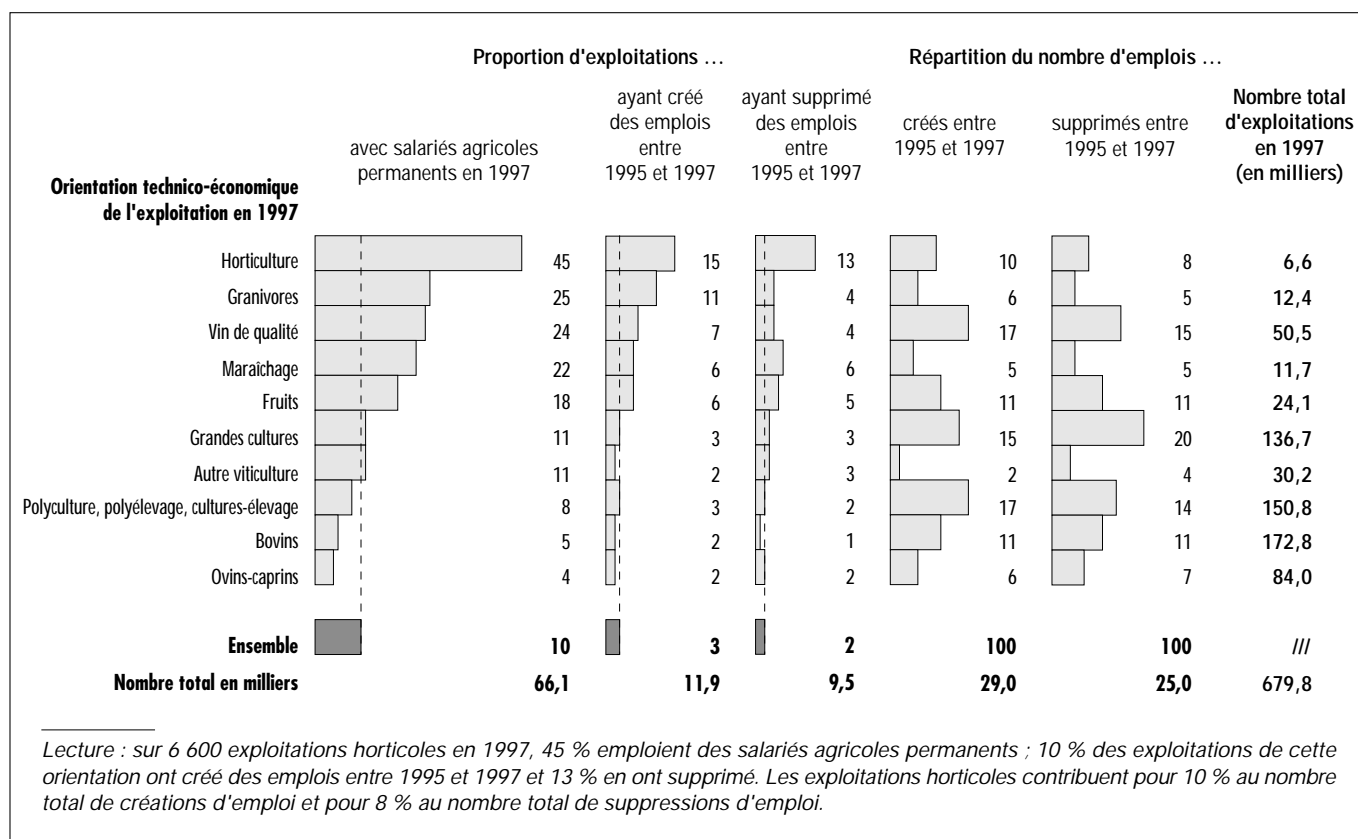 Proportion d'exploitations … Répartition du nombre d'emplois …
Orientation technico-économique
de l'exploitation en 1997
avec salariés agricoles
permanents en 1997
ayant créé
des emplois
entre
1995 et 1997
ayant supprimé
des emplois
entre
1995 et 1997
créés entre
1995 et 1997
supprimés entre
1995 et 1997
Nombre total
d'exploitations
en 1997
(en milliers)
Horticulture 45 15 13 10 8 6,6
Granivores 25 11 4 6 5 12,4
Vin de qualité 24 7 4 17 15 50,5
Maraîchage 22 6 6 5 5 11,7
Fruits 18 6 5 11 11 24,1
Grandes cultures 11 3 3 15 20 136,7
Autre viticulture 11 2 3 2 4 30,2
Polyculture, polyélevage, cultures-élevage 8 3 2 17 14 150,8
Bovins 5 2 1 11 11 172,8
Ovins-caprins 4 2 2 6 7 84,0
Ensemble 10 3 2 100 100 ///
Nombre total en milliers 66,1 11,9 9,5 29,0 25,0 679,8
Lecture : sur 6 600 exploitations horticoles en 1997, 45 % emploient des salariés agricoles permanents ; 10 % des exploitations de cette
orientation ont créé des emplois entre 1995 et 1997 et 13 % en ont supprimé. Les exploitations horticoles contribuent pour 10 % au nombre
total de créations d'emploi et pour 8 % au nombre total de suppressions d'emploi.